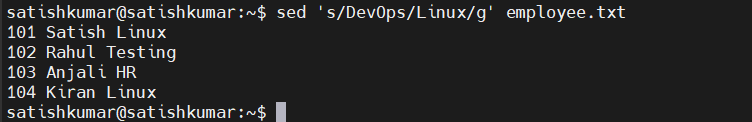 satishkumar@satishkumar:~$ sed 's/DevOps/Linux/g' employee.txt
101 Satish Linux
102 Rahul Testing
103 Anjali HR
104 Kiran Linux
satishkumar@satishkumar:~$